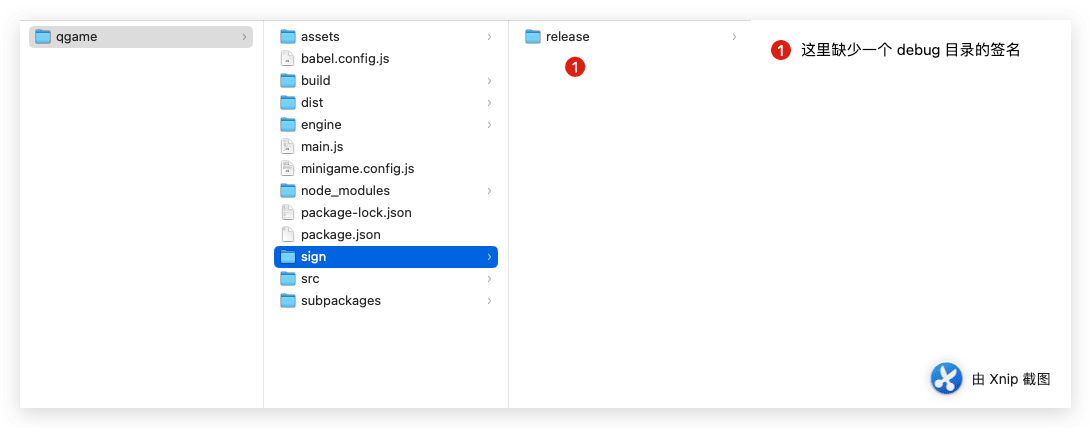 qgame
assets
babel.config.js
build
dist
engine
main.js
minigame.config.js
node_modules
package-lock.json
package.json
sign
src
subpackages
release
1
1 这里缺少一个 debug 目录的签名
由 Xnip 截图